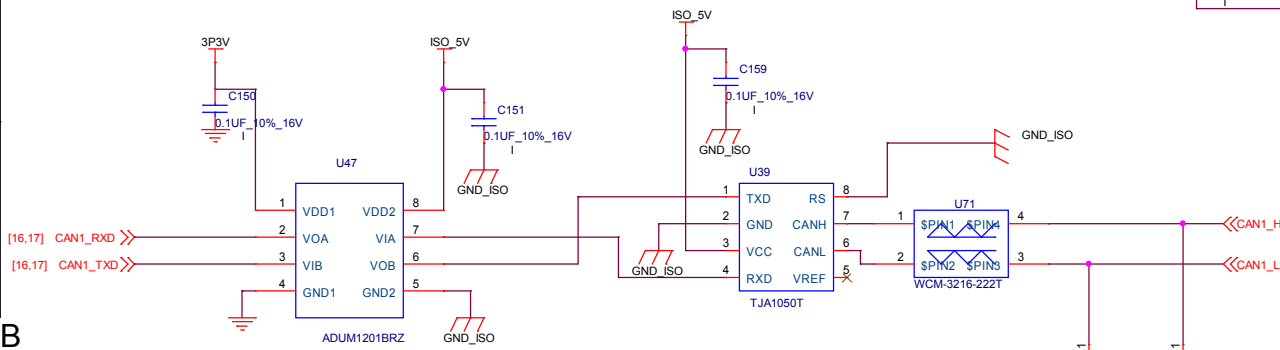 ISO_5V
3P3V
ISO_5V
C159
C150
0.1UF_10%_16V
I
C151
0.1UF_10%_16V
I
0.1UF_10%_16V
I
GND_ISO
GND_ISO
U47
U39
GND_ISO
1 VDD1 VDD2 8
1 TXD RS 8
U71
[16,17] CAN1_RXD 2 VOA VIA 7
2 GND CANH 7
1 $PIN1 $PIN4 4 CAN1_H
[16,17] CAN1_TXD 3 VIB VOB 6
3 VCC CANL 6
2 $PIN2 $PIN3 3 CAN1_L
GND_ISO
4 RXD VREF 5
WCM-3216-222T
4 GND1 GND2 5
TJA1050T
ADUM1201BRZ
GND_ISO
B
1
1